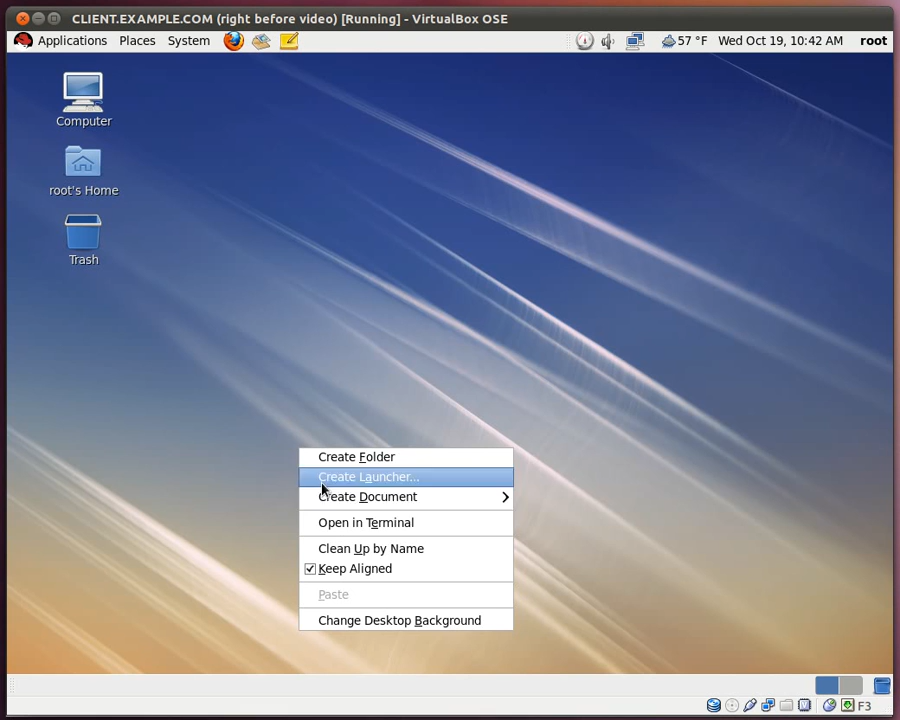 CLIENT.EXAMPLE.COM (right before video) [Running] - VirtualBox OSE
Applications Places System 57 °F Wed Oct 19, 10:42 AM root
Computer
root's Home
Trash
Create Folder
Create Launcher...
Create Document
Open in Terminal
Clean Up by Name
Keep Aligned
Paste
Change Desktop Background
F3